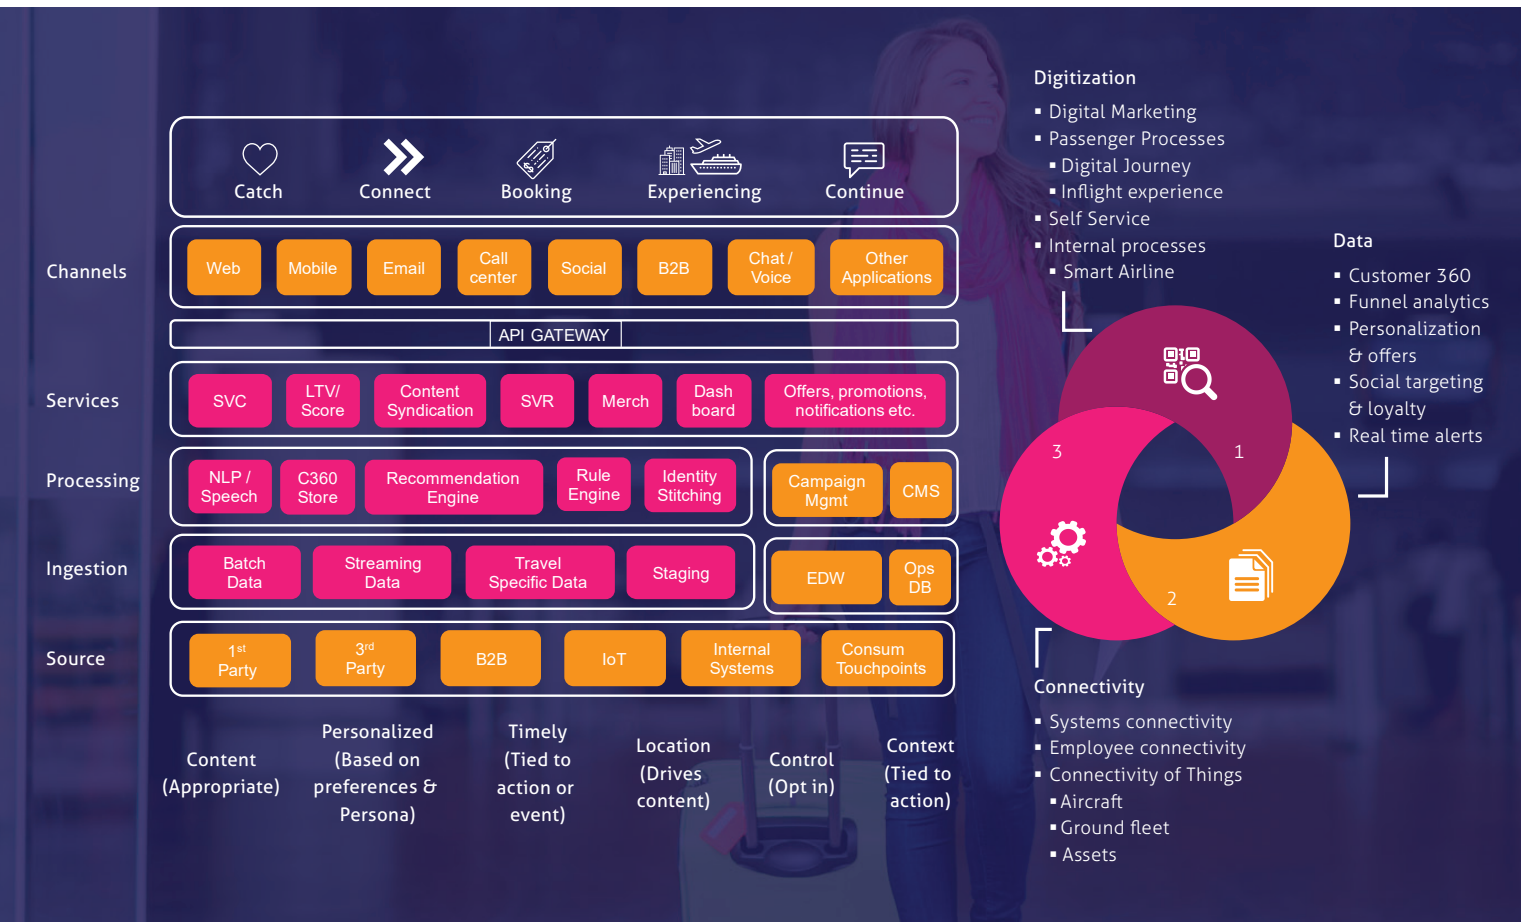 Catch
Connect
Booking
Experiencing
Continue
Channels
Web
Mobile
Email
Call
center
Social
B2B
Chat /
Voice
Other
Applications
API GATEWAY
Services
SVC
LTV/
Score
Content
Syndication
SVR
Merch
Dash
board
Offers, promotions,
notifications etc.
Processing
NLP /
Speech
C360
Store
Recommendation
Engine
Rule
Engine
Identity
Stitching
Campaign
Mgmt
CMS
Ingestion
Batch
Data
Streaming
Data
Travel
Specific Data
Staging
EDW
Ops
DB
Source
1st
Party
3rd
Party
B2B
IoT
Internal
Systems
Consum
Touchpoints
Content
(Appropriate)
Personalized
(Based on
preferences &
Persona)
Timely
(Tied to
action or
event)
Location
(Drives
content)
Control
(Opt in)
Context
(Tied to
action)
Digitization
▪ Digital Marketing
▪ Passenger Processes
▪ Digital Journey
▪ Inflight experience
▪ Self Service
▪ Internal processes
▪ Smart Airline
Data
▪ Customer 360
▪ Funnel analytics
▪ Personalization
& offers
▪ Social targeting
& loyalty
▪ Real time alerts
1
2
3
Connectivity
▪ Systems connectivity
▪ Employee connectivity
▪ Connectivity of Things
▪ Aircraft
▪ Ground fleet
▪ Assets